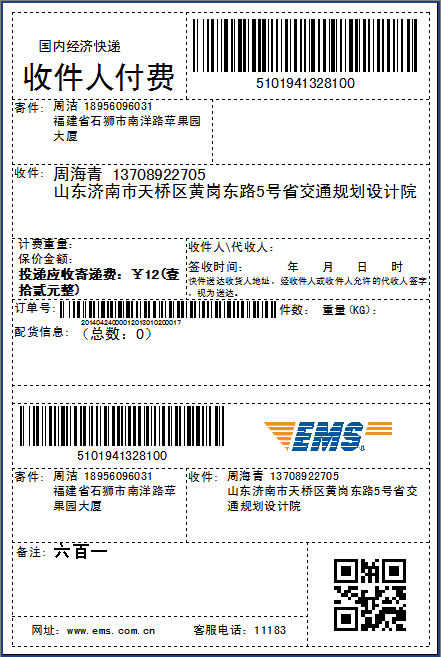 国内经济快递
收件人付费
5101941328100
寄件: 周洁 18956096031
福建省石狮市南洋路苹果园
大厦
收件: 周海青 13708922705
山东济南市天桥区黄岗东路5号省交通规划设计院
计费重量:
保价金额:
投递应收寄递费: ￥12(壹
拾贰元整)
收件人\代收人:
签收时间: 年 月 日 时
快件送达收货人地址，经收件人或收件人允许的代收人签字
，视为送达。
订单号:
20140424000012013010200017
件数: 重量(KG):
配货信息: (总数: 0)
5101941328100
EMS
寄件: 周洁 18956096031
福建省石狮市南洋路苹
果园大厦
收件: 周海青 13708922705
山东济南市天桥区黄岗东路5号省交
通规划设计院
备注: 六百一
网址: www.ems.com.cn 客服电话: 11183